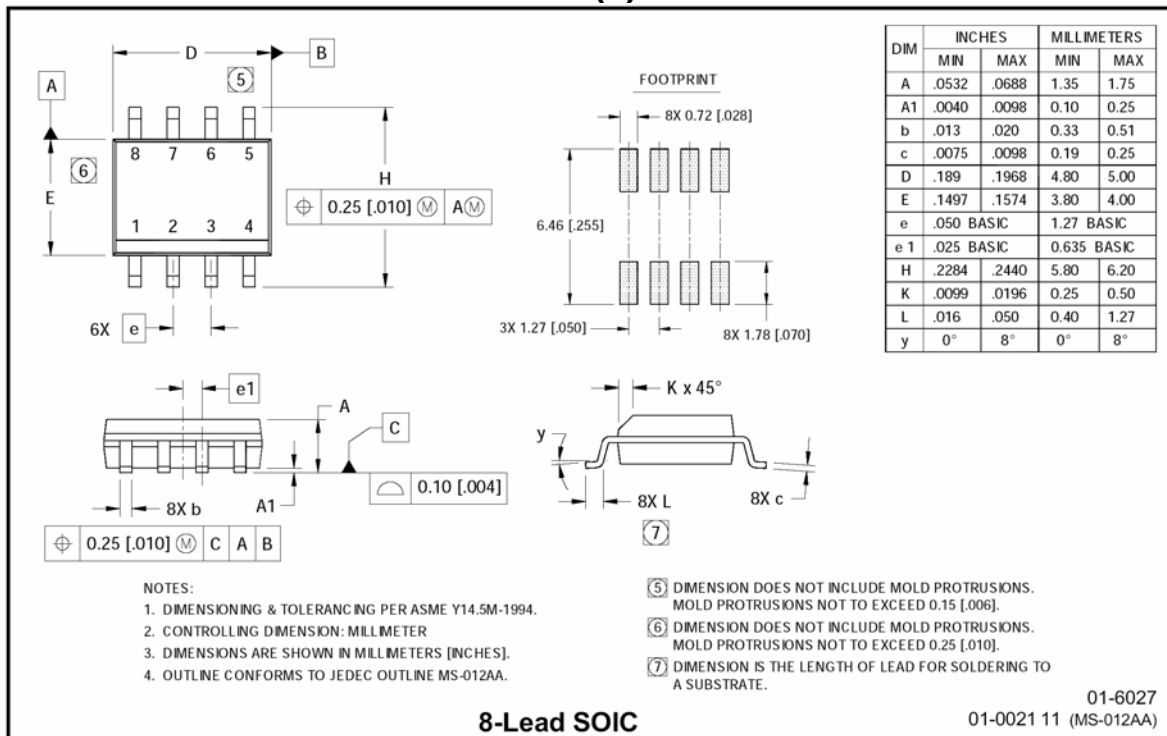 D
B
5
A
8 7 6 5
6
E
H
0.25 [.010] M A M
1 2 3 4
6X e
FOOTPRINT
8X 0.72 [.028]
6.46 [.255]
3X 1.27 [.050]
8X 1.78 [.070]
DIM INCHES MILLIMETERS
MIN MAX MIN MAX
A .0532 .0688 1.35 1.75
A1 .0040 .0098 0.10 0.25
b .013 .020 0.33 0.51
c .0075 .0098 0.19 0.25
D .189 .1968 4.80 5.00
E .1497 .1574 3.80 4.00
e .050 BASIC 1.27 BASIC
e 1 .025 BASIC 0.635 BASIC
H .2284 .2440 5.80 6.20
K .0099 .0196 0.25 0.50
L .016 .050 0.40 1.27
y 0° 8° 0° 8°
e1
A
C
0.10 [.004]
8X b
A1
0.25 [.010] M C A B
K x 45°
y
8X L
8X c
7
NOTES:
1. DIMENSIONING & TOLERANCING PER ASME Y14.5M-1994.
2. CONTROLLING DIMENSION: MILLIMETER
3. DIMENSIONS ARE SHOWN IN MILLIMETERS [INCHES].
4. OUTLINE CONFORMS TO JEDEC OUTLINE MS-012AA.
5 DIMENSION DOES NOT INCLUDE MOLD PROTRUSIONS.
MOLD PROTRUSIONS NOT TO EXCEED 0.15 [.006].
6 DIMENSION DOES NOT INCLUDE MOLD PROTRUSIONS.
MOLD PROTRUSIONS NOT TO EXCEED 0.25 [.010].
7 DIMENSION IS THE LENGTH OF LEAD FOR SOLDERING TO
A SUBSTRATE.
8-Lead SOIC
01-6027
01-0021 11 (MS-012AA)